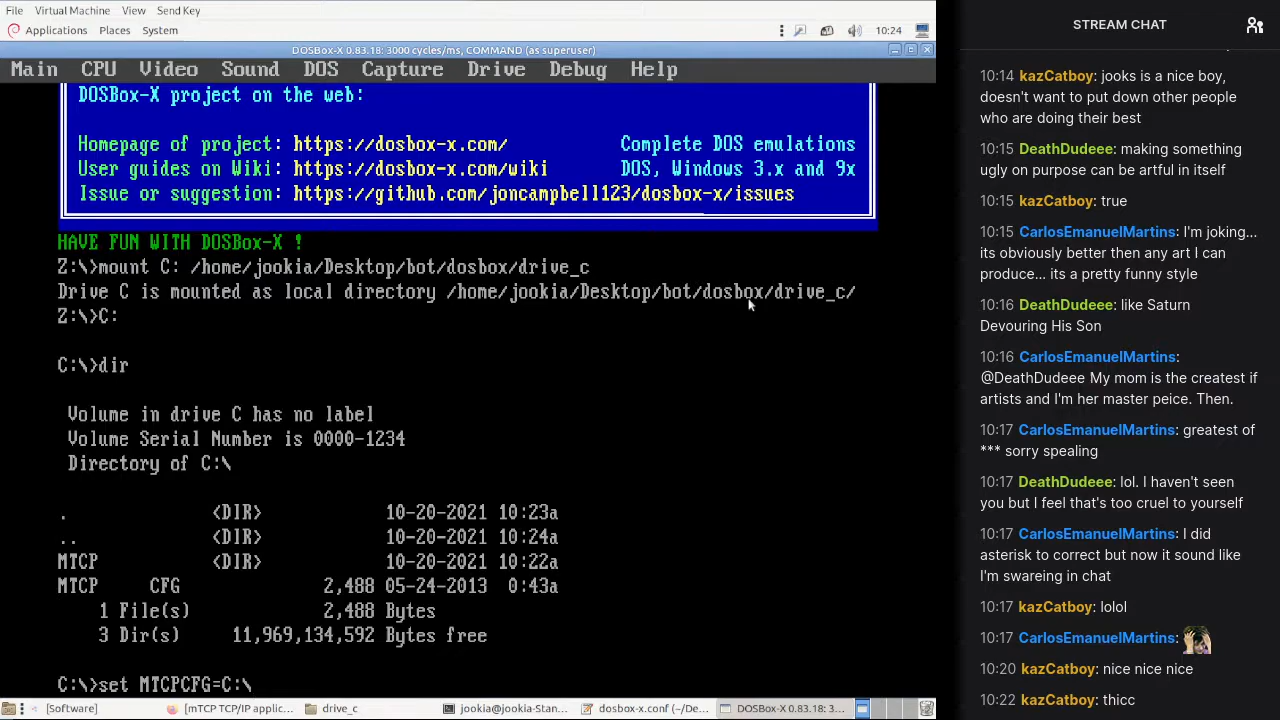 File Virtual Machine View Send Key
STREAM CHAT
Applications Places System
10:24
DOSBox-X 0.83.18: 3000 cycles/ms, COMMAND (as superuser)
Main CPU Video Sound DOS Capture Drive Debug Help
DOSBox-X project on the web:
Homepage of project: https://dosbox-x.com/ Complete DOS emulations
User guides on Wiki: https://dosbox-x.com/wiki DOS, Windows 3.x and 9x
Issue or suggestion: https://github.com/joncampbell123/dosbox-x/issues
HAVE FUN WITH DOSBox-X !
Z:\>mount C: /home/jookia/Desktop/bot/dosbox/drive_c
Drive C is mounted as local directory /home/jookia/Desktop/bot/dosbox/drive_c/
Z:\>C:
C:\>dir
Volume in drive C has no label
Volume Serial Number is 0000-1234
Directory of C:\
. <DIR> 10-20-2021 10:23a
.. <DIR> 10-20-2021 10:24a
MTCP <DIR> 10-20-2021 10:22a
MTCP CFG 2,488 05-24-2013 0:43a
1 File(s) 2,488 Bytes
3 Dir(s) 11,969,134,592 Bytes free
C:\>set MTCPCFG=C:\
[Software]
[mTCP TCP/IP applic...
drive_c
jookia@jookia-Stan...
dosbox-x.conf (~/De...
DOSBox-X 0.83.18: 3...
10:14 kazCatboy: jooks is a nice boy,
doesn't want to put down other people
who are doing their best
10:15 DeathDudeee: making something
ugly on purpose can be artful in itself
10:15 kazCatboy: true
10:15 CarlosEmanuelMartins: I'm joking...
its obviously better then any art I can
produce... its a pretty funny style
10:16 DeathDudeee: like Saturn
Devouring His Son
10:16 CarlosEmanuelMartins:
@DeathDudeee My mom is the createst if
artists and I'm her master peice. Then.
10:17 CarlosEmanuelMartins: greatest of
*** sorry spealing
10:17 DeathDudeee: lol. I haven't seen
you but I feel that's too cruel to yourself
10:17 CarlosEmanuelMartins: I did
asterisk to correct but now it sound like
I'm swareing in chat
10:17 kazCatboy: lolol
10:17 CarlosEmanuelMartins:
10:20 kazCatboy: nice nice nice
10:22 kazCatboy: thicc